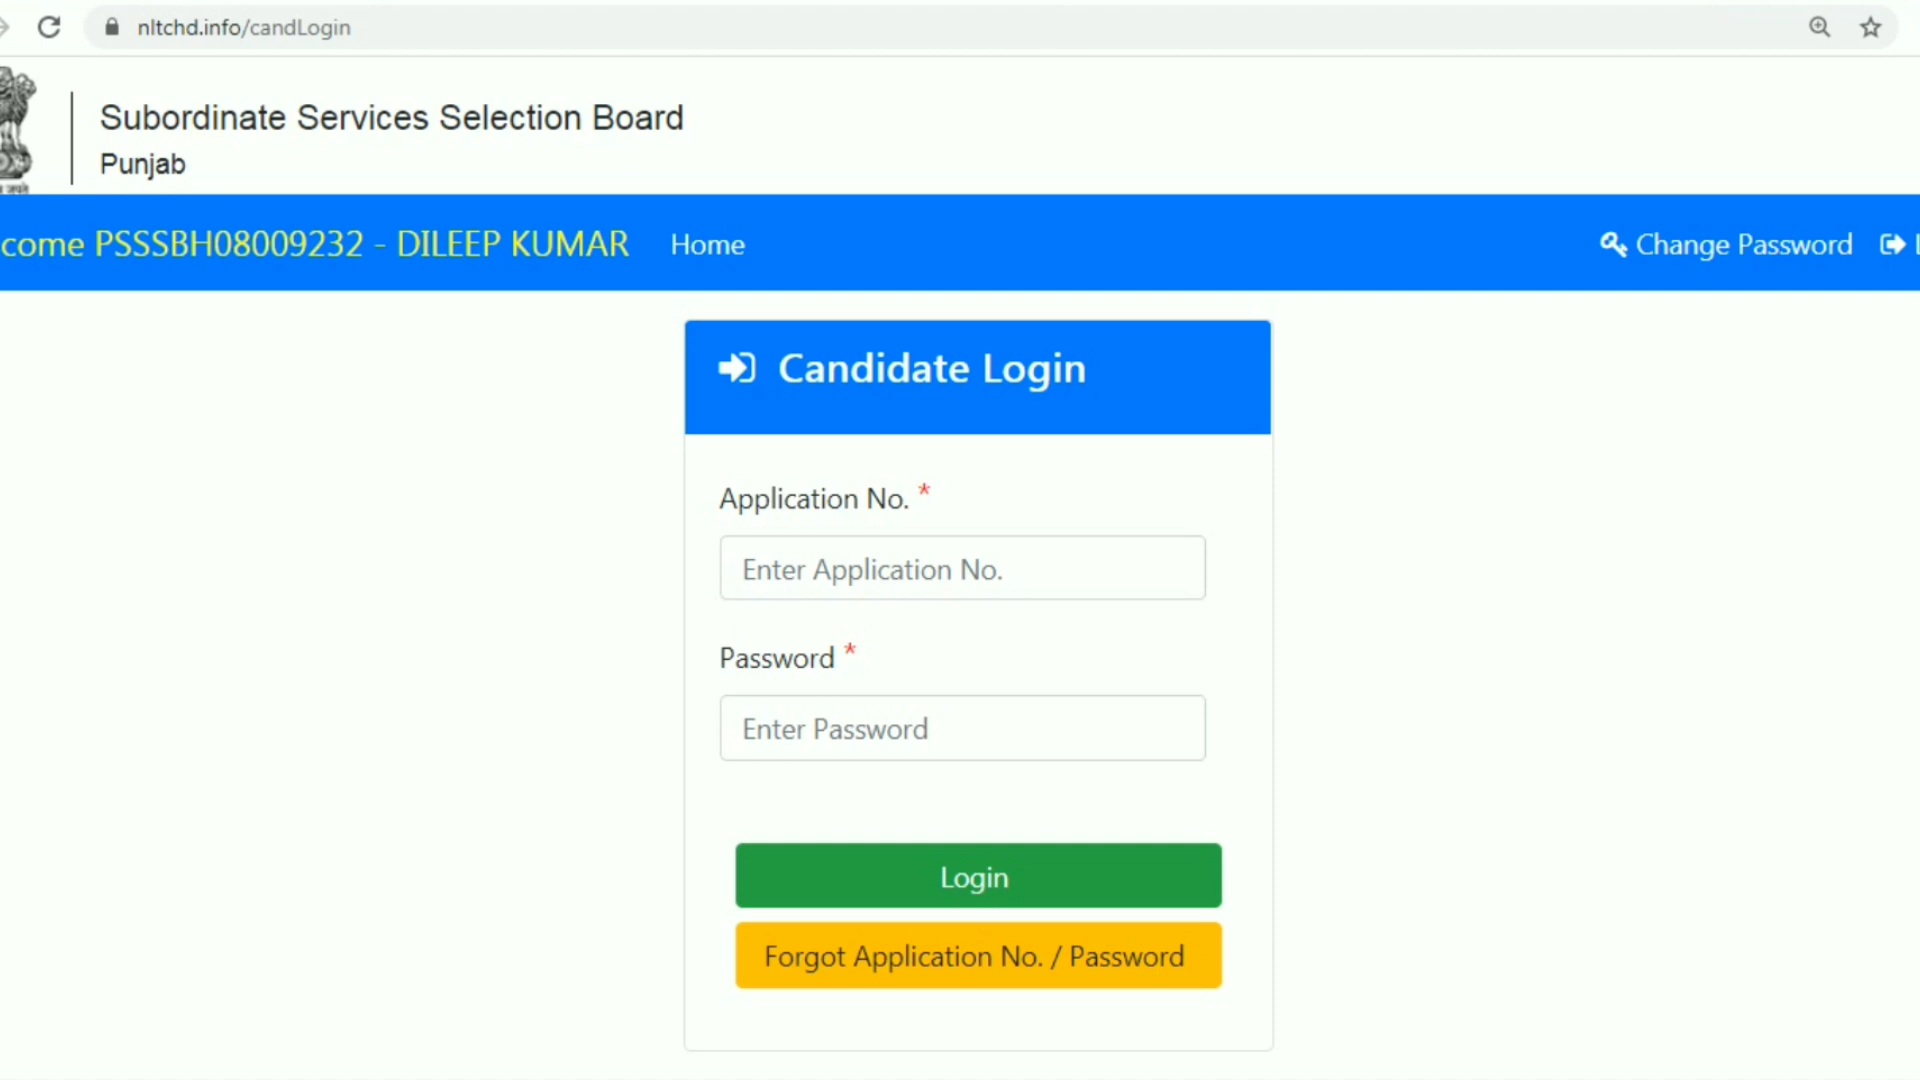 nltchd.info/candLogin
Subordinate Services Selection Board
Punjab
come PSSSBH08009232 - DILEEP KUMAR Home Change Password
Candidate Login
Application No. *
Enter Application No.
Password *
Enter Password
Login
Forgot Application No. / Password